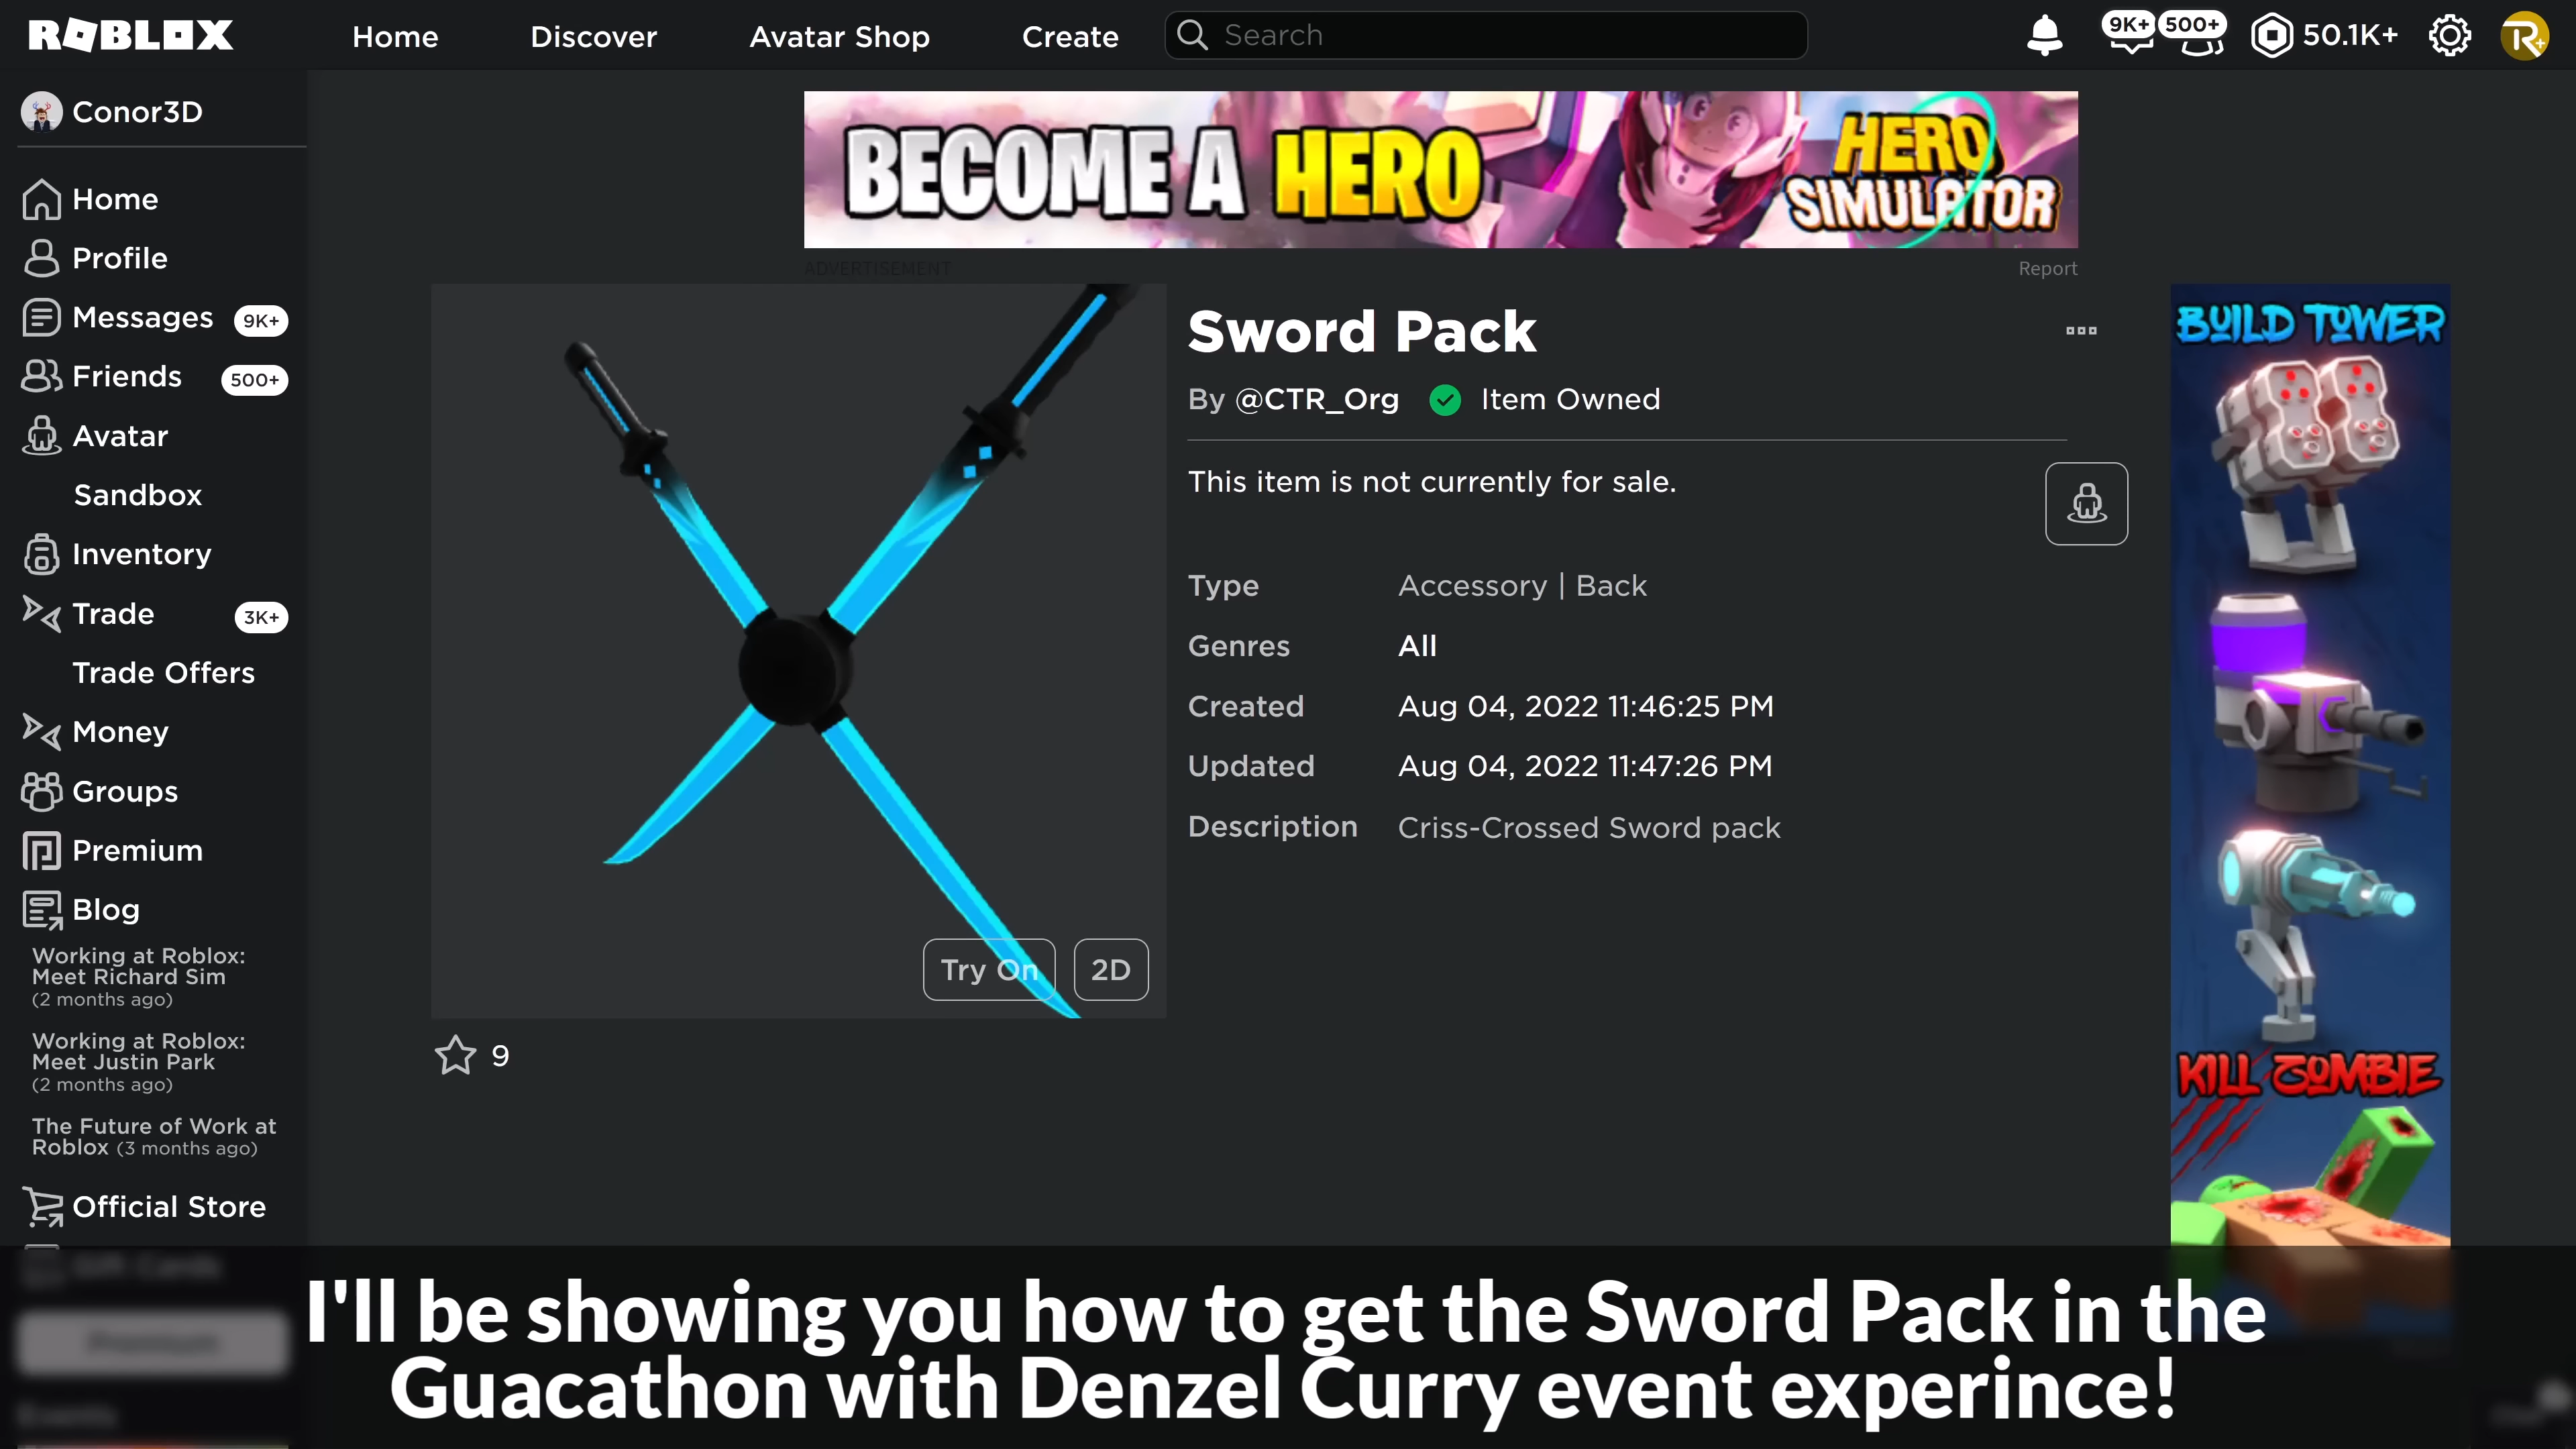 ROBLOX
Home
Discover
Avatar Shop
Create
Search
9K+
500+
50.1K+
Conor3D
Home
Profile
Messages 9K+
Friends 500+
Avatar
Sandbox
Inventory
Trade 3K+
Trade Offers
Money
Groups
Premium
Blog
Working at Roblox:
Meet Richard Sim
(2 months ago)
Working at Roblox:
Meet Justin Park
(2 months ago)
The Future of Work at
Roblox (3 months ago)
Official Store
Gift Cards
Premium
Events
BECOME A HERO
HERO
SIMULATOR
ADVERTISEMENT
Report
Try On
2D
9
Sword Pack
By @CTR_Org Item Owned
This item is not currently for sale.
Type Accessory | Back
Genres All
Created Aug 04, 2022 11:46:25 PM
Updated Aug 04, 2022 11:47:26 PM
Description Criss-Crossed Sword pack
BUILD TOWER
KILL ZOMBIE
I'll be showing you how to get the Sword Pack in the
Guacathon with Denzel Curry event experince!